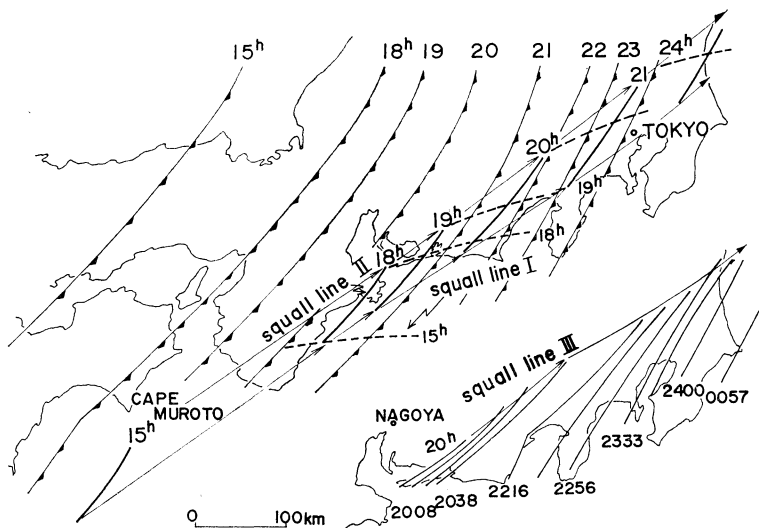 15h
18h
19
20
21
22
23
24h
21
TOKYO
20h
19h
19h
18h
18h
squall line II
squall line I
15h
CAPE
MUROTO
15h
squall line III
NAGOYA
20h
2008
2038
2216
2256
2333
2400
0057
0 100km